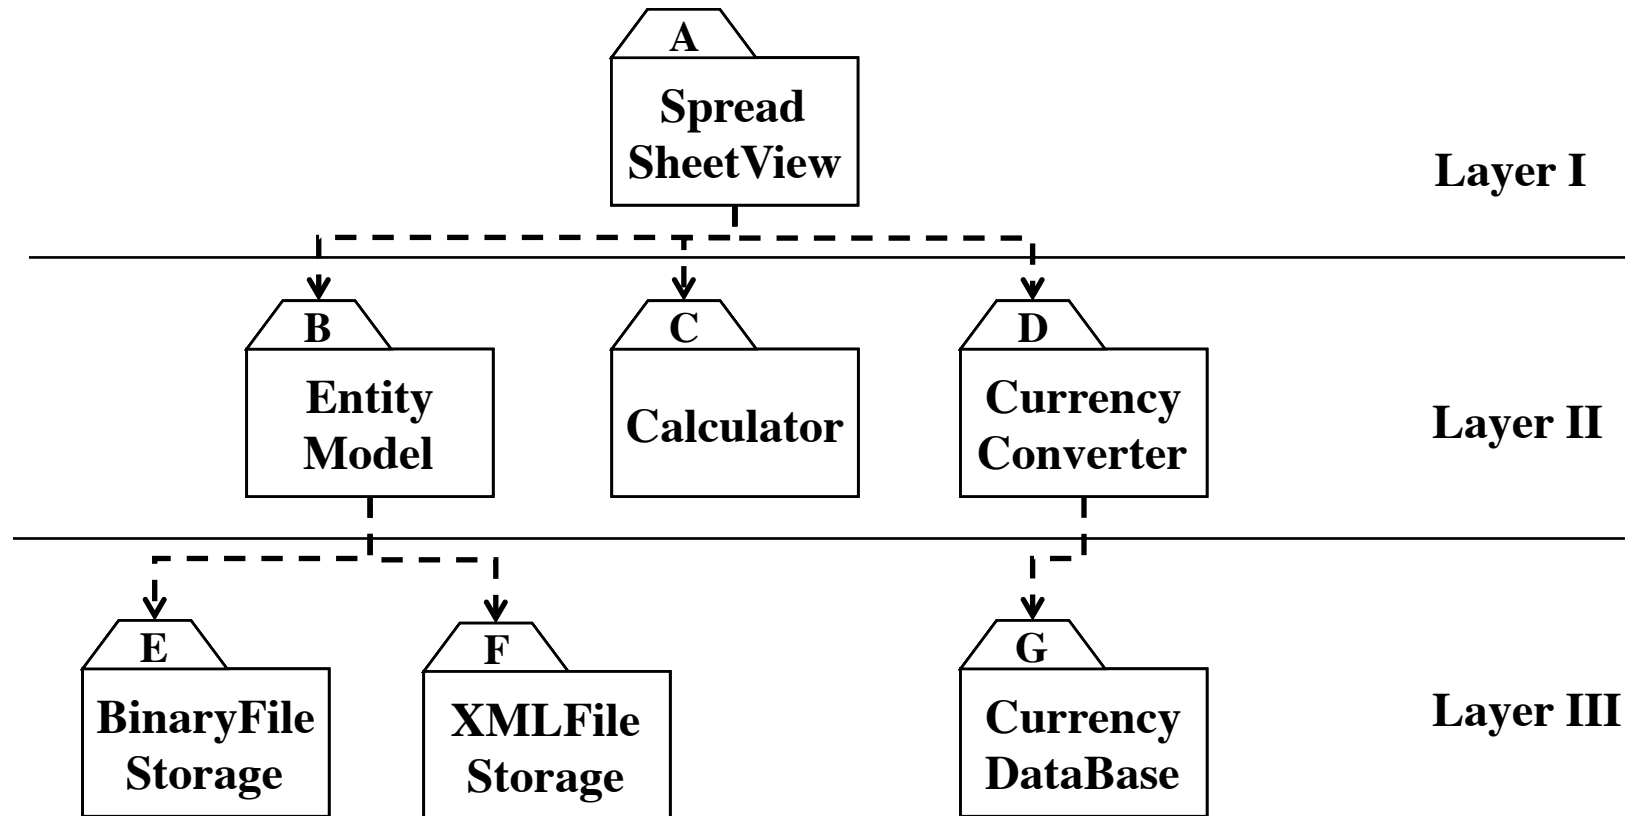 A
Spread
SheetView
Layer I
B
Entity
Model
C
Calculator
D
Currency
Converter
Layer II
E
BinaryFile
Storage
F
XMLFile
Storage
G
Currency
DataBase
Layer III